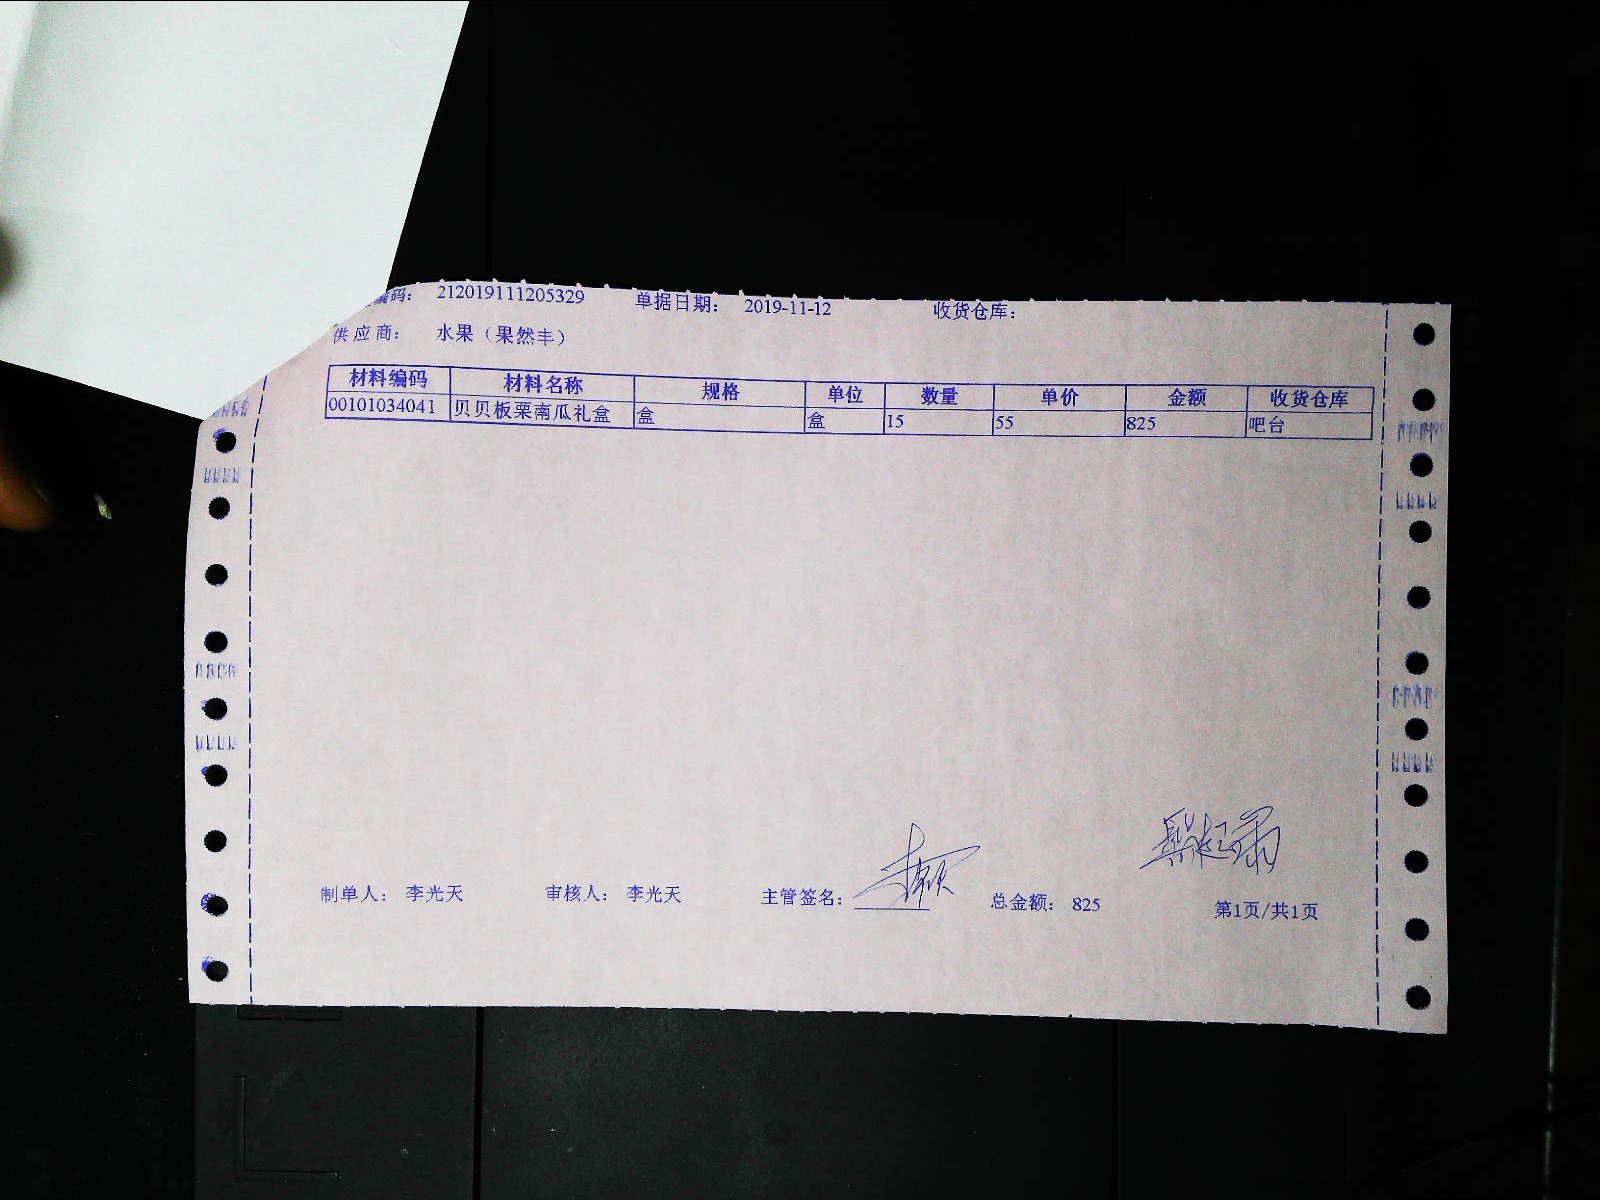 编码： 212019111205329 单据日期： 2019-11-12 收货仓库：
供应商： 水果（果然丰）
材料编码 材料名称 规格 单位 数量 单价 金额 收货仓库
00101034041 贝贝板栗南瓜礼盒 盒 盒 15 55 825 吧台
制单人： 李光天 审核人： 李光天 主管签名： 总金额： 825 第1页/共1页